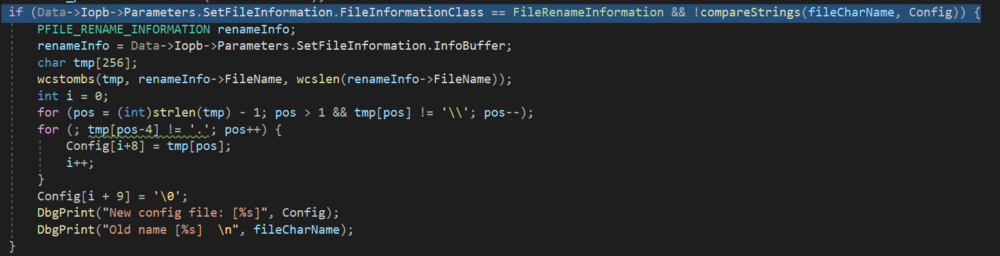 if (Data->Iopb->Parameters.SetFileInformation.FileInformationClass == FileRenameInformation && !compareStrings(fileCharName, Config)) {
PFILE_RENAME_INFORMATION renameInfo;
renameInfo = Data->Iopb->Parameters.SetFileInformation.InfoBuffer;
char tmp[256];
wcstombs(tmp, renameInfo->FileName, wcslen(renameInfo->FileName));
int i = 0;
for (pos = (int)strlen(tmp) - 1; pos > 1 && tmp[pos] != '\\'; pos--);
for (; tmp[pos-4] != '.'; pos++) {
Config[i+8] = tmp[pos];
i++;
}
Config[i + 9] = '\0';
DbgPrint("New config file: [%s]", Config);
DbgPrint("Old name [%s]  \n", fileCharName);
}